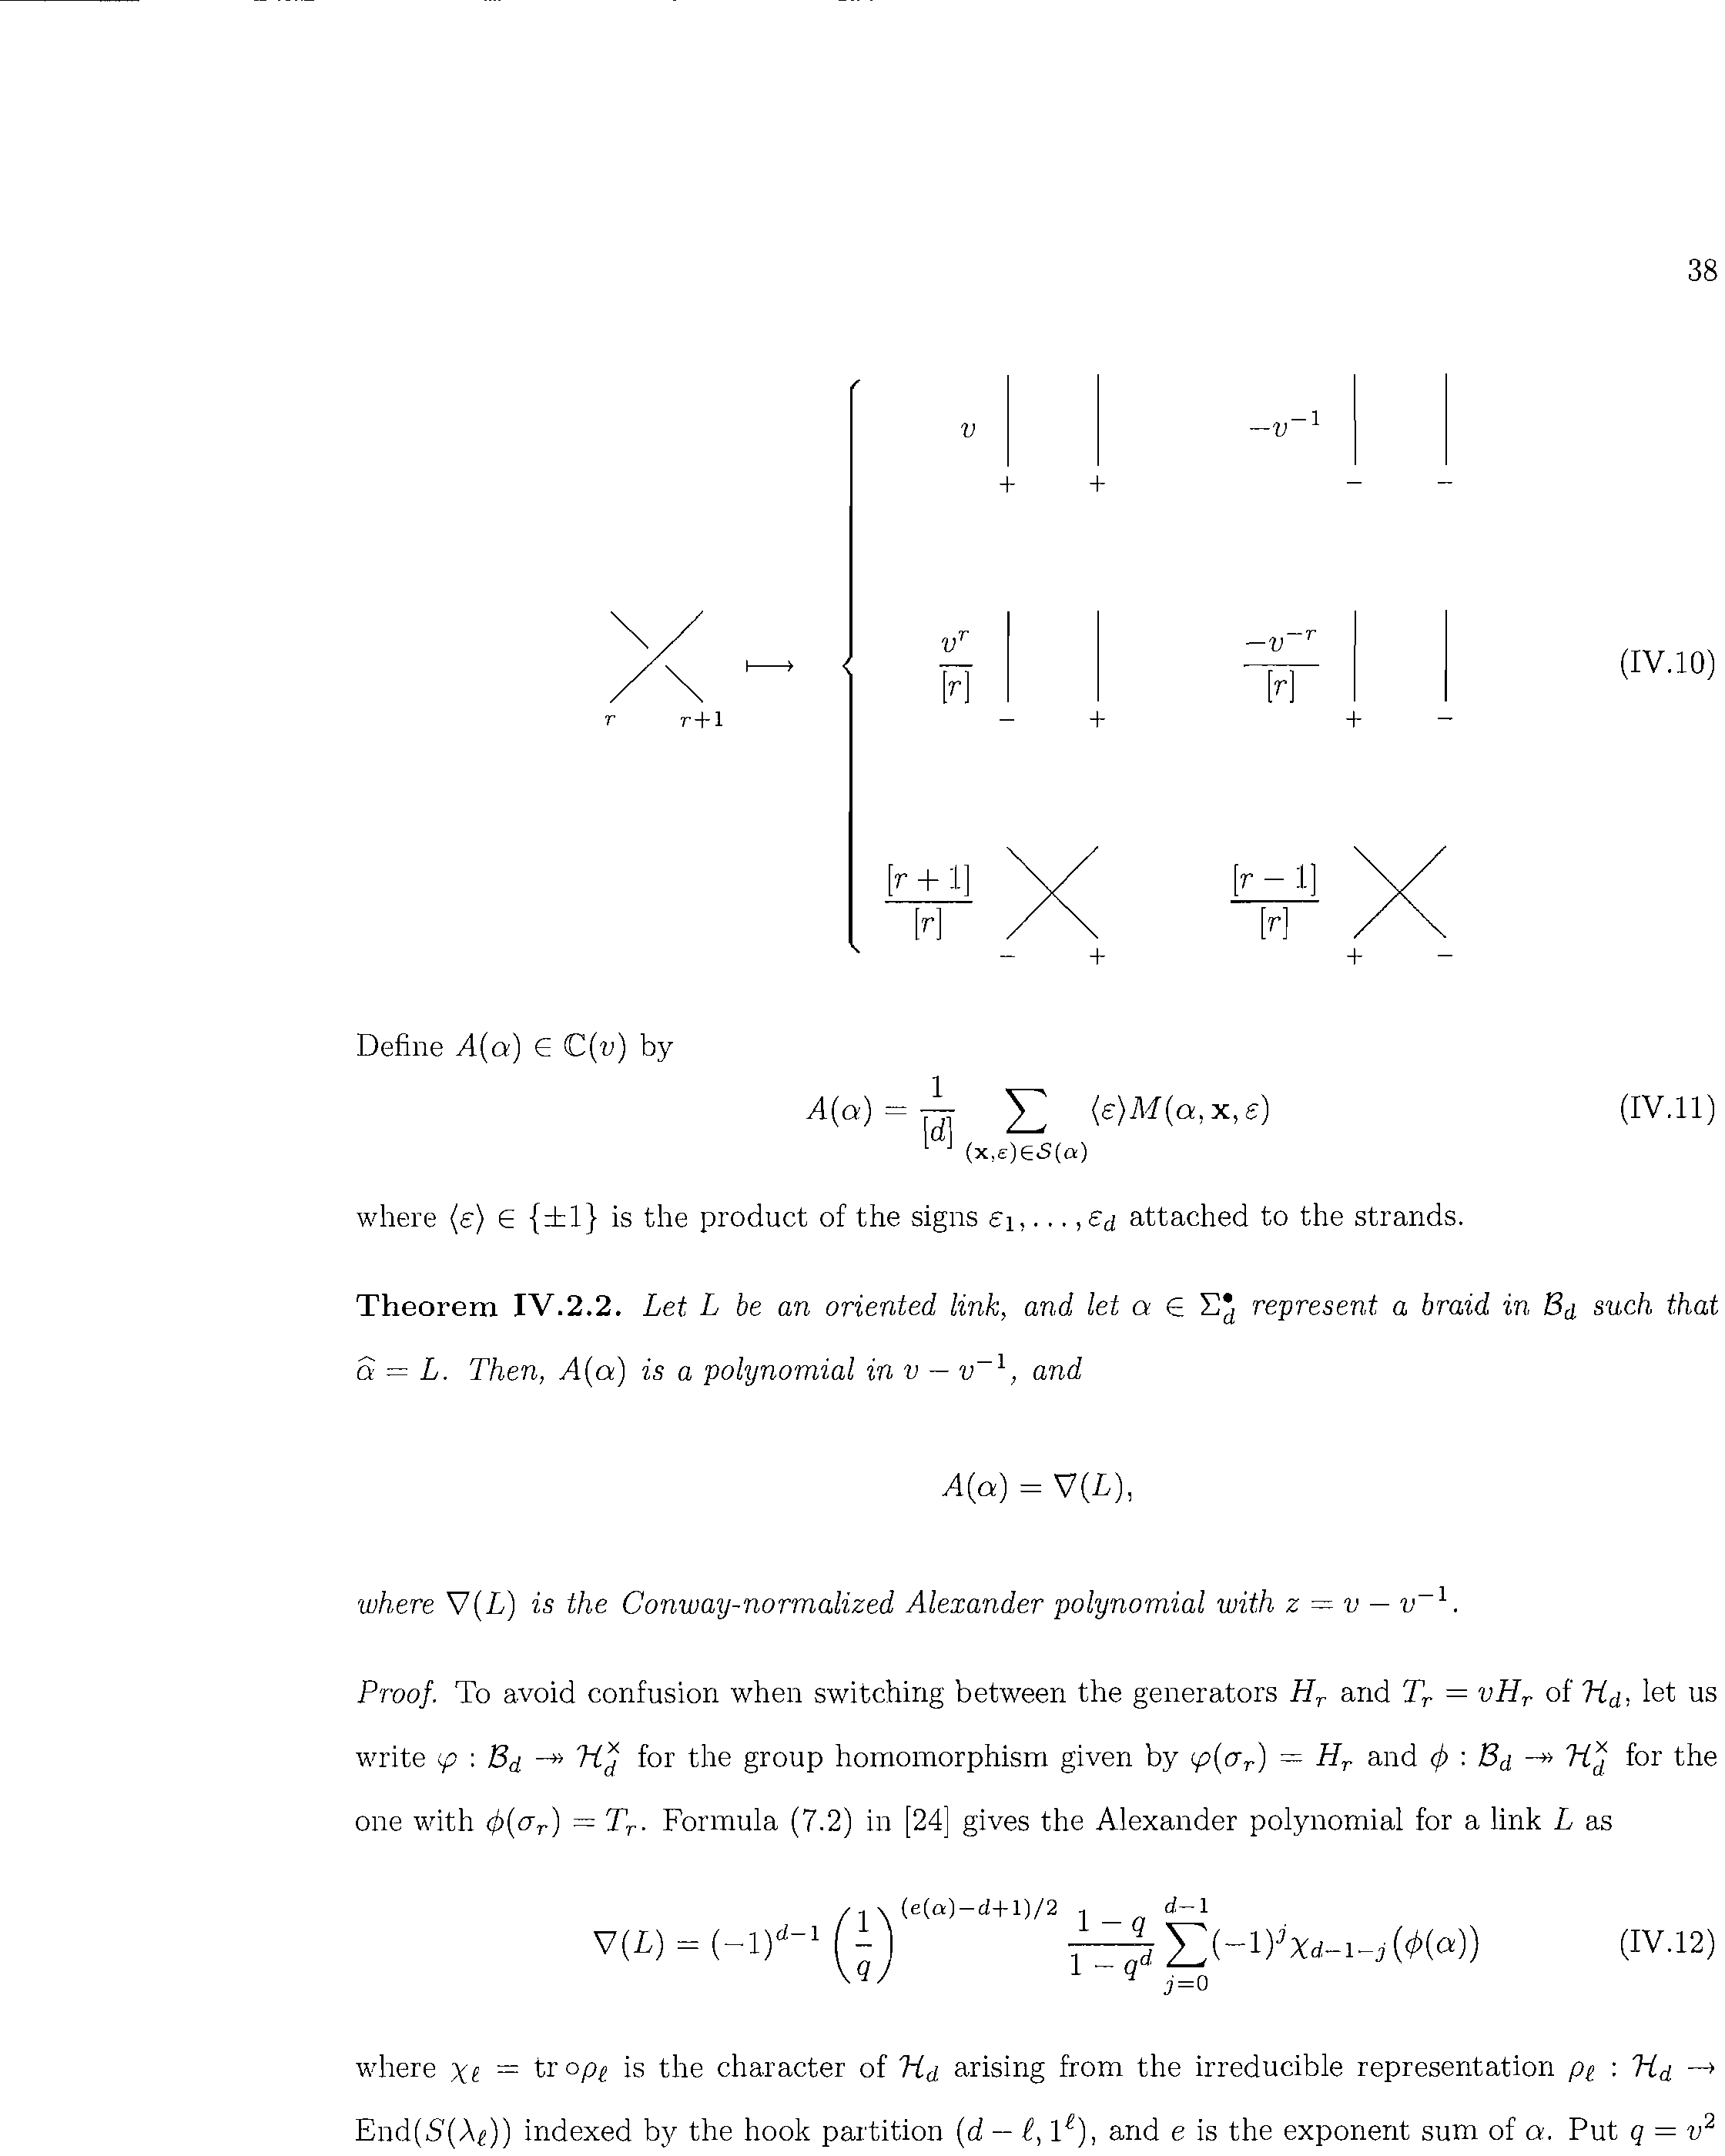 38
v + + −v⁻¹ − −
r r+1 ⟼ vʳ/[r] − + −v⁻ʳ/[r] + − (IV.10)
[r + 1]/[r] − + [r − 1]/[r] + −
Define A(α) ∈ ℂ(v) by
A(α) = 1/[d] ∑_{(x,ε)∈𝒮(α)} ⟨ε⟩M(α, x, ε) (IV.11)
where ⟨ε⟩ ∈ {±1} is the product of the signs ε₁, . . . , ε_d attached to the strands.
Theorem IV.2.2. Let L be an oriented link, and let α ∈ Σ_d^• represent a braid in ℬ_d such that
α̂ = L. Then, A(α) is a polynomial in v − v⁻¹, and
A(α) = ∇(L),
where ∇(L) is the Conway-normalized Alexander polynomial with z = v − v⁻¹.
Proof. To avoid confusion when switching between the generators H_r and T_r = vH_r of ℋ_d, let us
write φ : ℬ_d ↠ ℋ_d^× for the group homomorphism given by φ(σ_r) = H_r and ϕ : ℬ_d ↠ ℋ_d^× for the
one with ϕ(σ_r) = T_r. Formula (7.2) in [24] gives the Alexander polynomial for a link L as
∇(L) = (−1)^{d−1} (1/q)^{(e(α)−d+1)/2} (1 − q)/(1 − q^d) ∑_{j=0}^{d−1} (−1)^j χ_{d−1−j}(ϕ(α)) (IV.12)
where χ_ℓ = tr ∘ρ_ℓ is the character of ℋ_d arising from the irreducible representation ρ_ℓ : ℋ_d →
End(S(λ_ℓ)) indexed by the hook partition (d − ℓ, 1^ℓ), and e is the exponent sum of α. Put q = v²